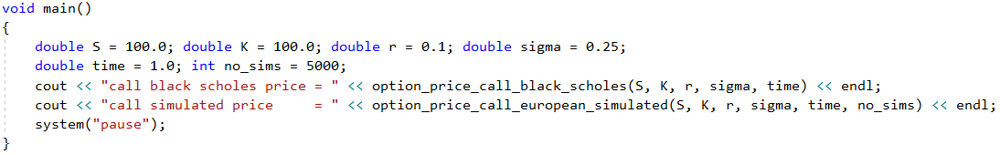 void main()
{
    double S = 100.0; double K = 100.0; double r = 0.1; double sigma = 0.25;
    double time = 1.0; int no_sims = 5000;
    cout << "call black scholes price = " << option_price_call_black_scholes(S, K, r, sigma, time) << endl;
    cout << "call simulated price     = " << option_price_call_european_simulated(S, K, r, sigma, time, no_sims) << endl;
    system("pause");
}